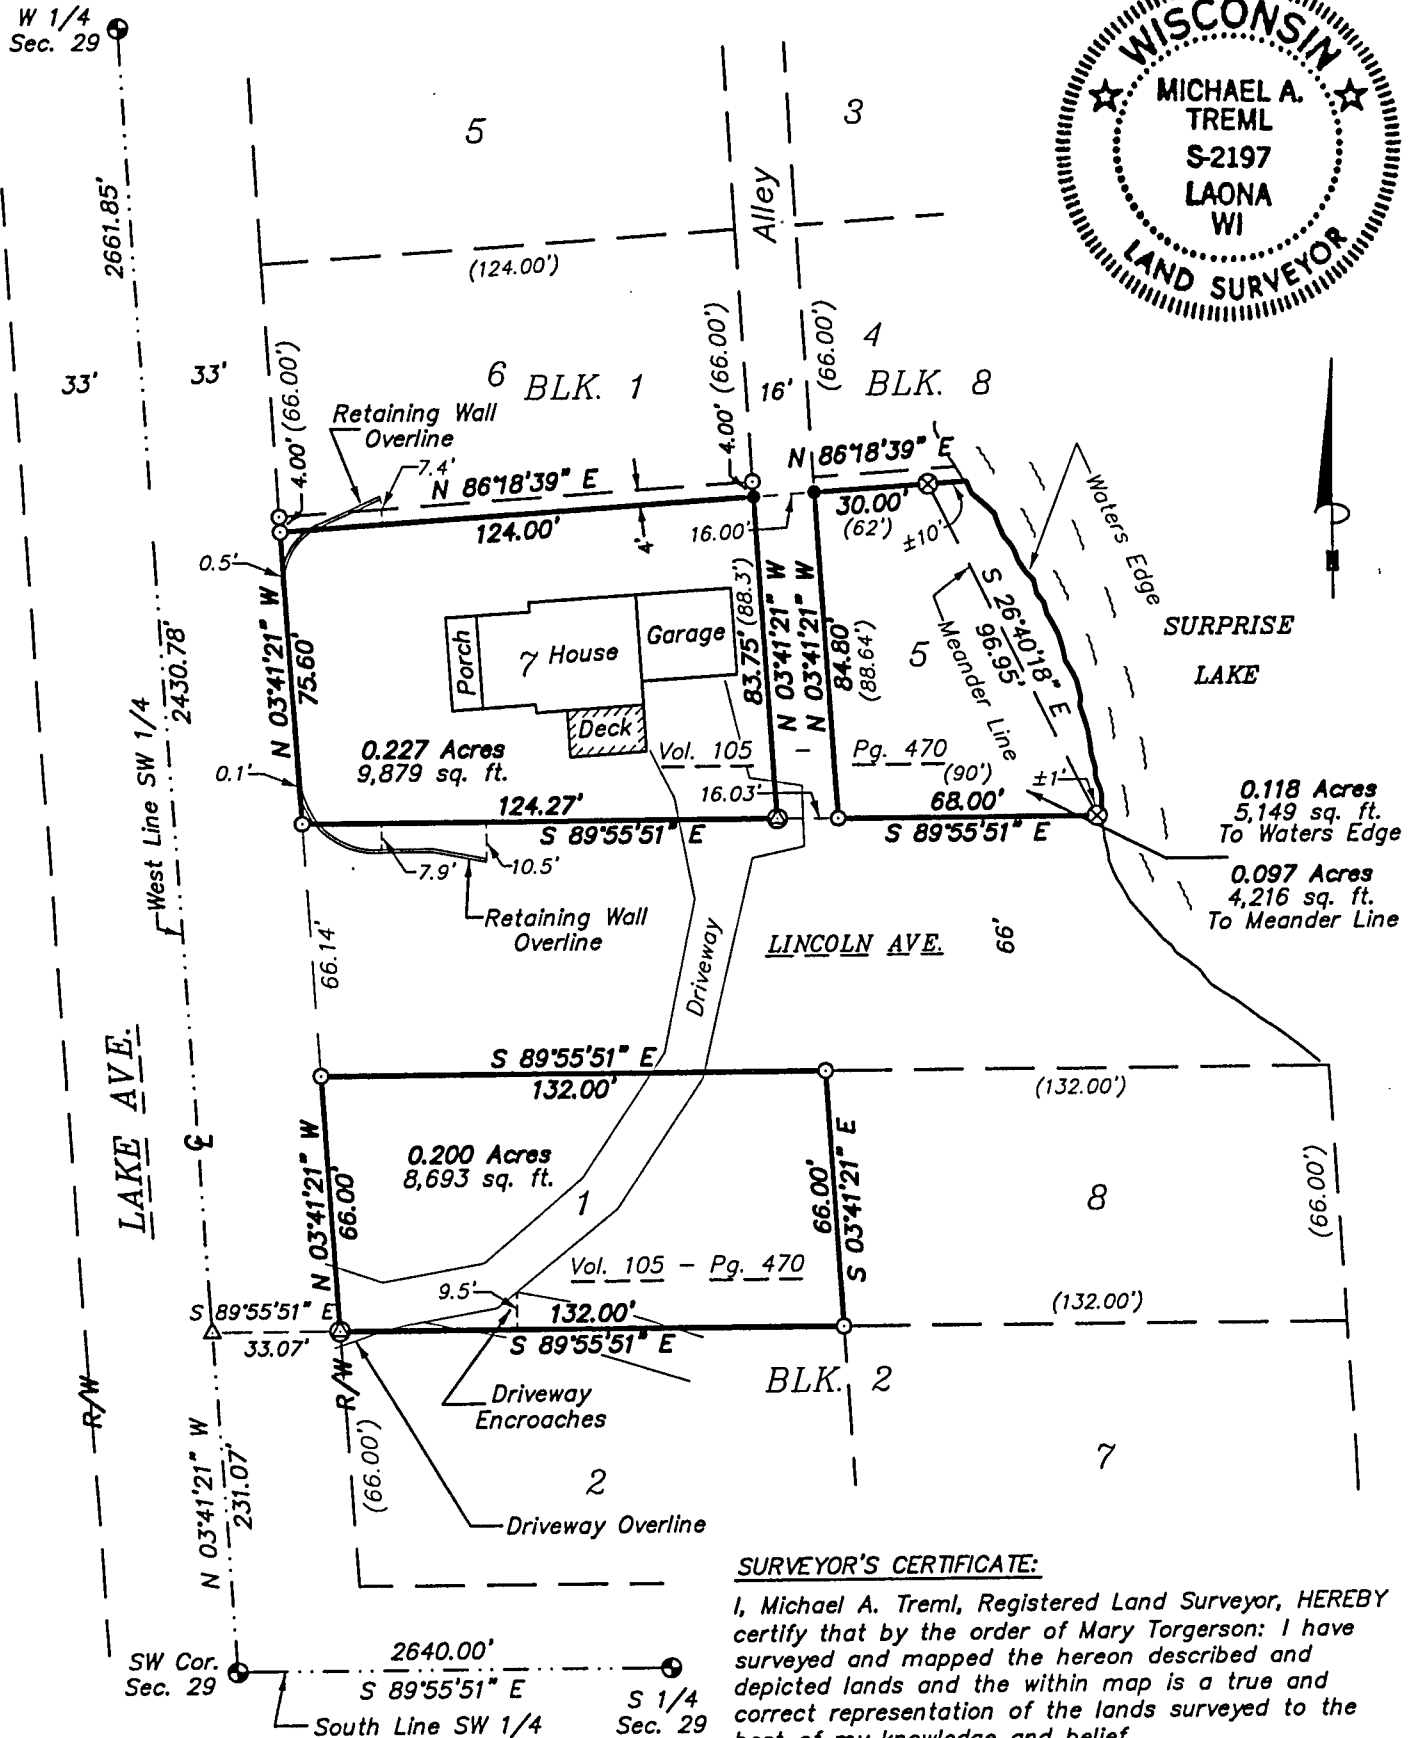 W 1/4
Sec. 29
WISCONSIN
MICHAEL A.
TREML
S-2197
LAONA
WI
LAND SURVEYOR
5
3
Alley
2661.85'
(124.00')
(66.00')
4.00'
(66.00')
4.00'
(66.00')
4
33'
33'
6 BLK. 1
16'
BLK. 8
Retaining Wall
Overline
7.4'
N 86°18'39" E
124.00'
4'
N 86°18'39" E
30.00'
(62')
±10'
16.00'
0.5'
Waters Edge
N 03°41'21" W
75.60'
Porch
7 House
Garage
Deck
83.75' (88.3')
N 03°41'21" W
N 03°41'21" W
84.80'
(88.64')
5
Meander Line
S 26°40'18" E
96.95'
SURPRISE
LAKE
West Line SW 1/4
2430.78'
0.227 Acres
9,879 sq. ft.
Vol. 105 - Pg. 470
(90')
0.1'
124.27'
S 89°55'51" E
16.03'
68.00'
S 89°55'51" E
±1'
0.118 Acres
5,149 sq. ft.
To Waters Edge
0.097 Acres
4,216 sq. ft.
To Meander Line
7.9'
10.5'
Retaining Wall
Overline
66.14'
Driveway
LINCOLN AVE.
66'
LAKE AVE.
℄
S 89°55'51" E
132.00'
(132.00')
N 03°41'21" W
66.00'
0.200 Acres
8,693 sq. ft.
1
66.00'
S 03°41'21" E
8
(66.00')
Vol. 105 - Pg. 470
9.5'
132.00'
S 89°55'51" E
(132.00')
S 89°55'51" E
33.07'
R/W
R/W
BLK. 2
Driveway
Encroaches
(66.00')
N 03°41'21" W
231.07'
2
7
Driveway Overline
SW Cor.
Sec. 29
2640.00'
S 89°55'51" E
South Line SW 1/4
S 1/4
Sec. 29
N
SURVEYOR'S CERTIFICATE:
I, Michael A. Treml, Registered Land Surveyor, HEREBY
certify that by the order of Mary Torgerson: I have
surveyed and mapped the hereon described and
depicted lands and the within map is a true and
correct representation of the lands surveyed to the
best of my knowledge and belief